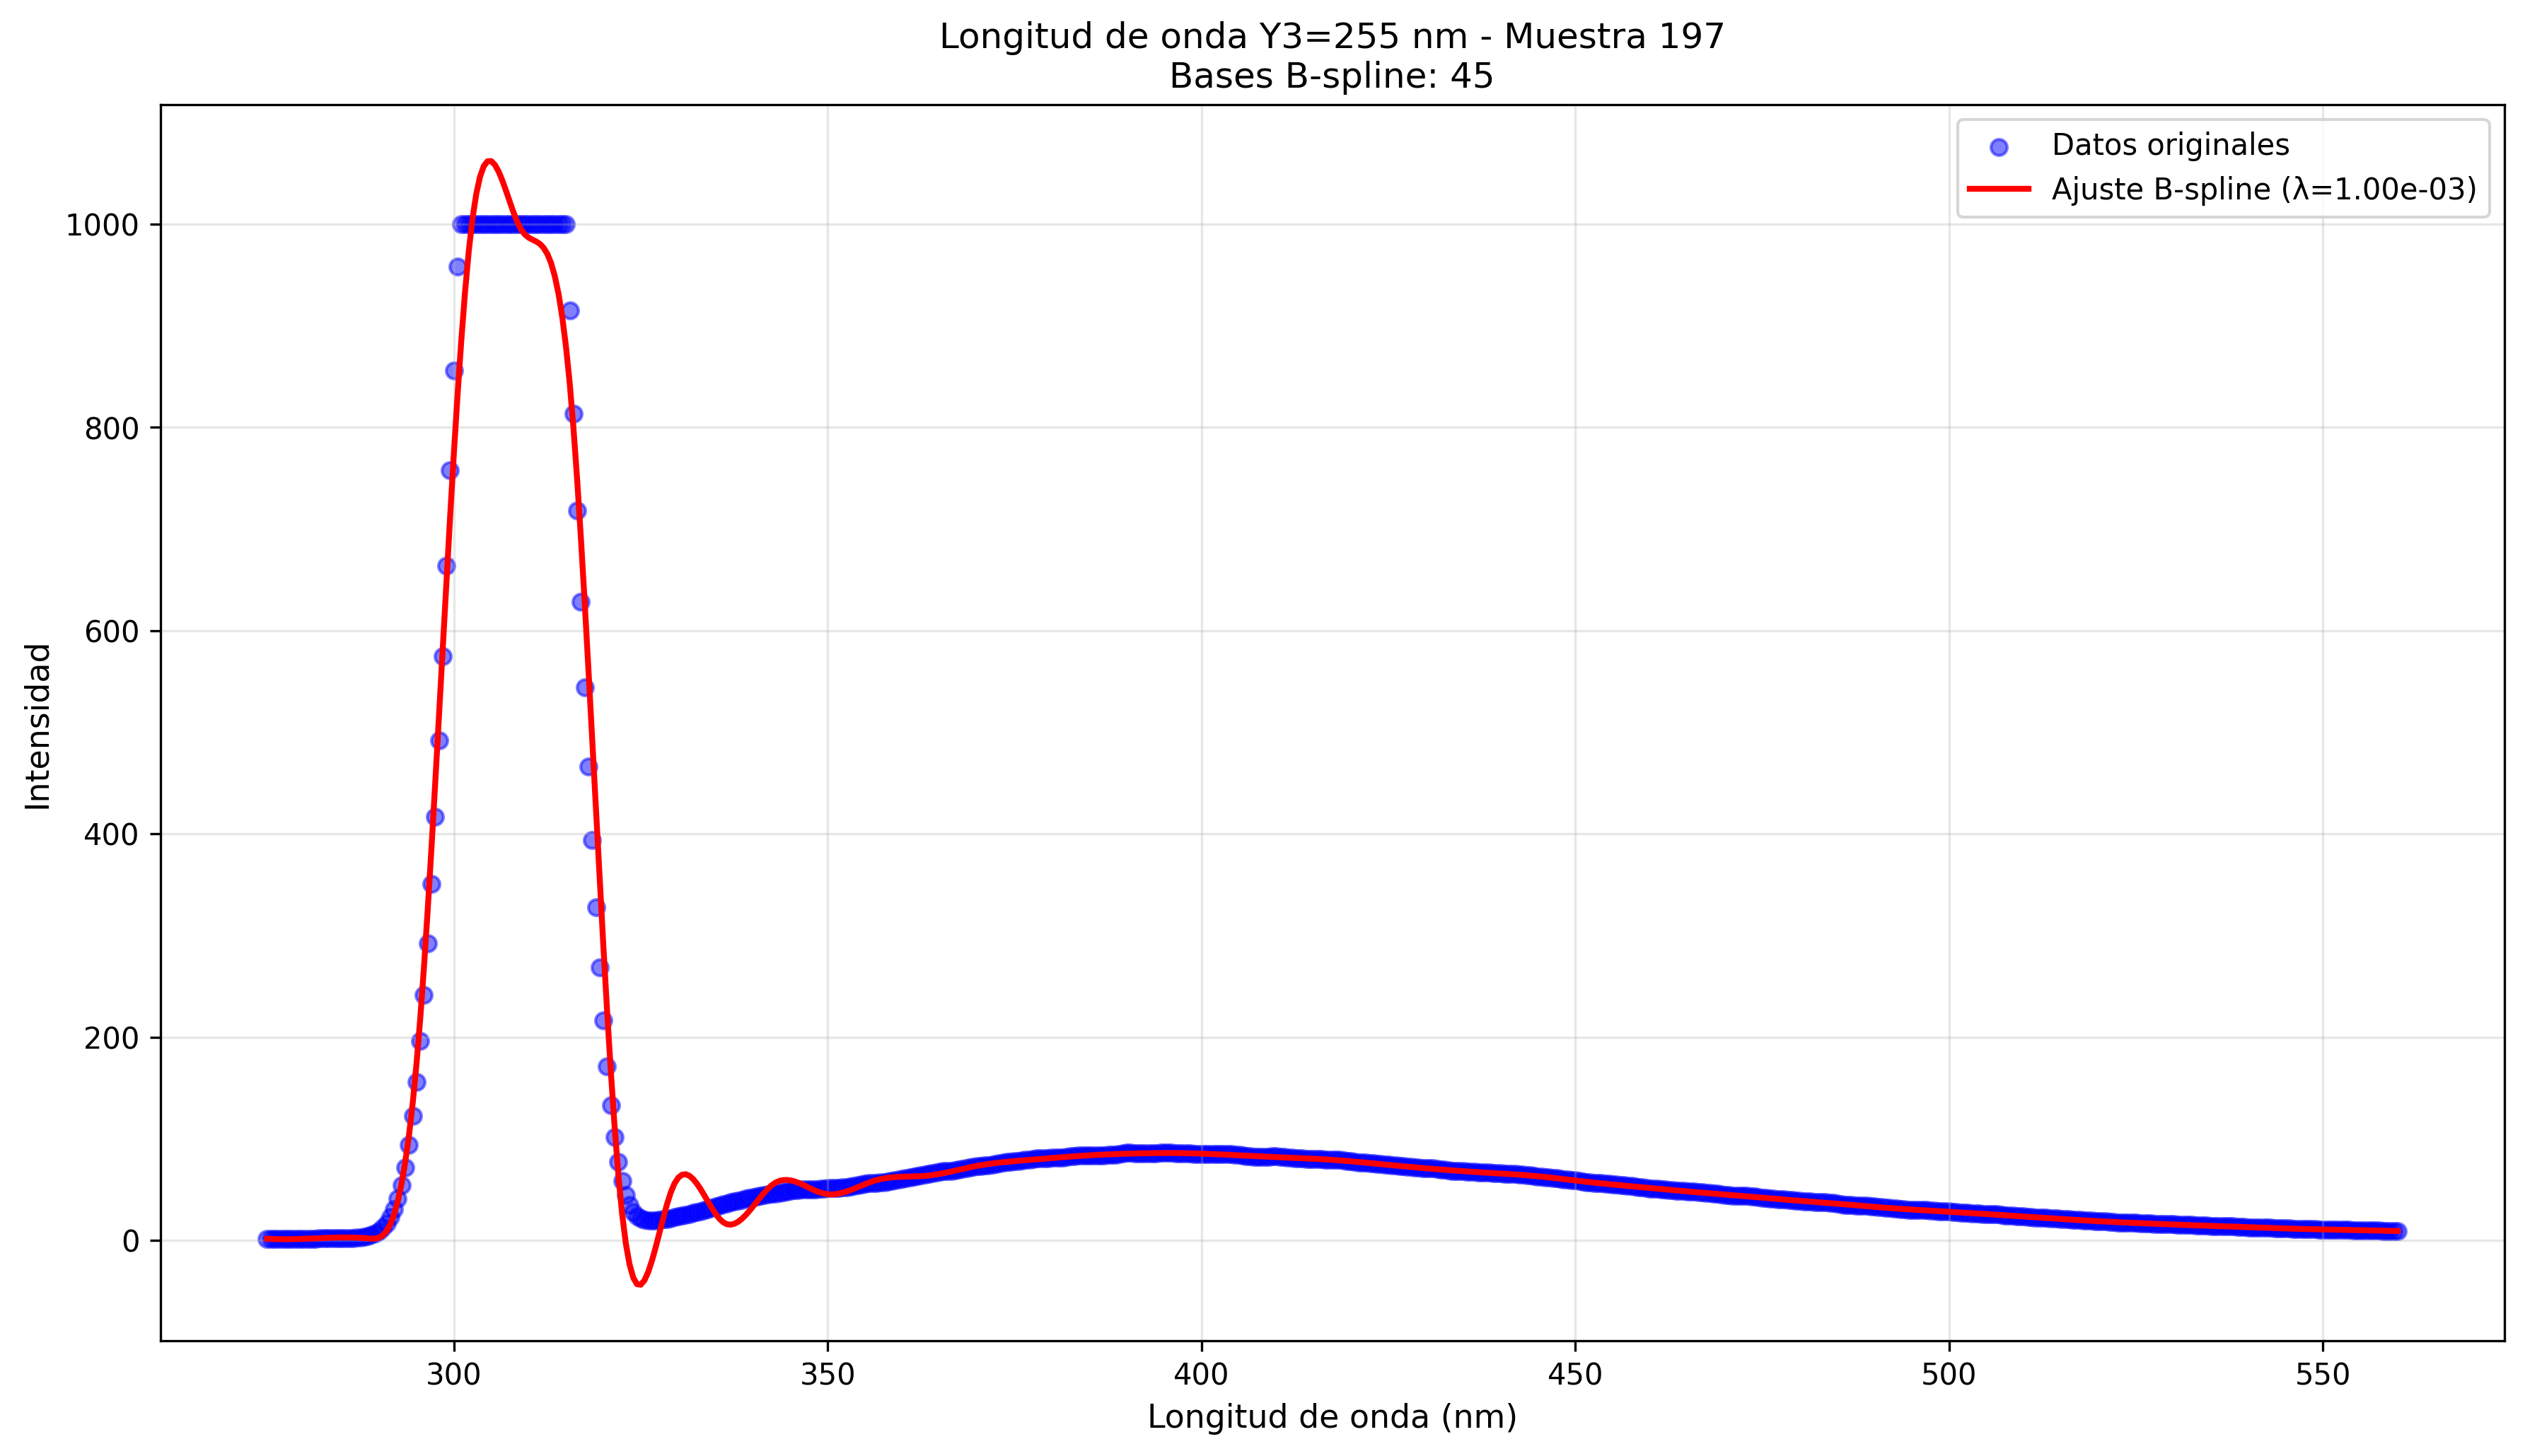 Longitud de onda Y3=255 nm - Muestra 197
Bases B-spline: 45
Datos originales
Ajuste B-spline (λ=1.00e-03)
Intensidad
1000
800
600
400
200
0
300 350 400 450 500 550
Longitud de onda (nm)